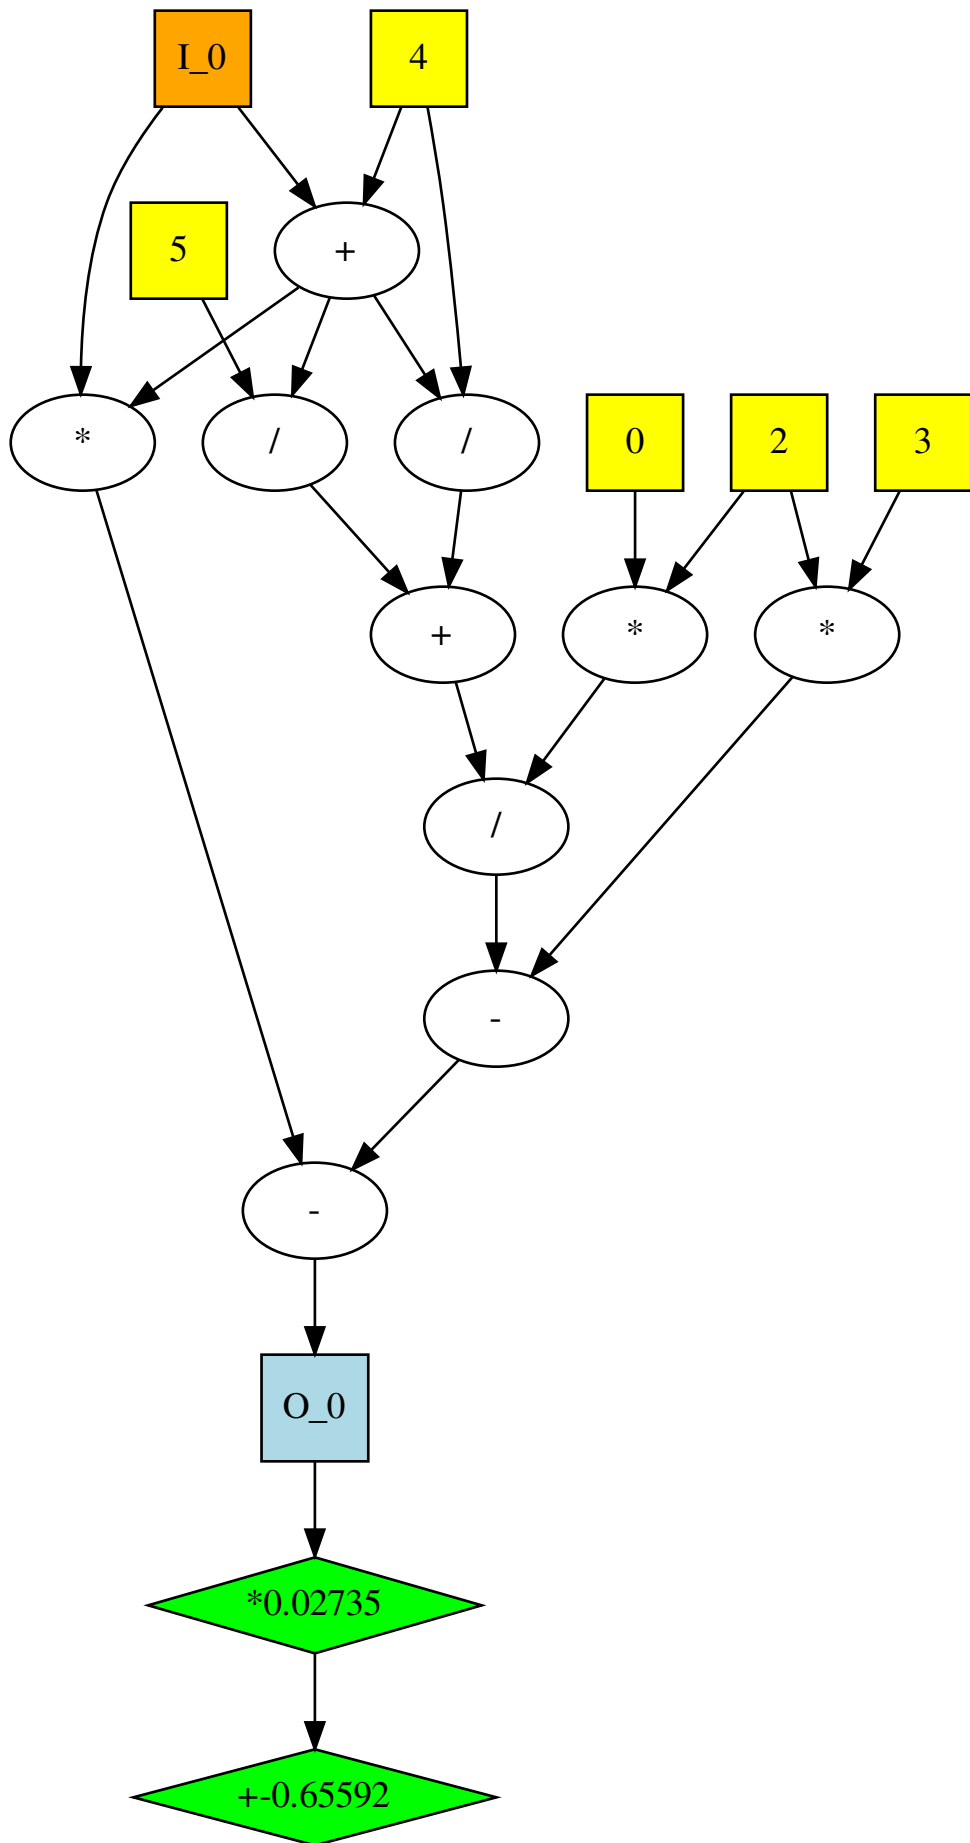 I_0 4
5 +
* / / 0 2 3
+ * *
/
-
-
O_0
*0.02735
+-0.65592